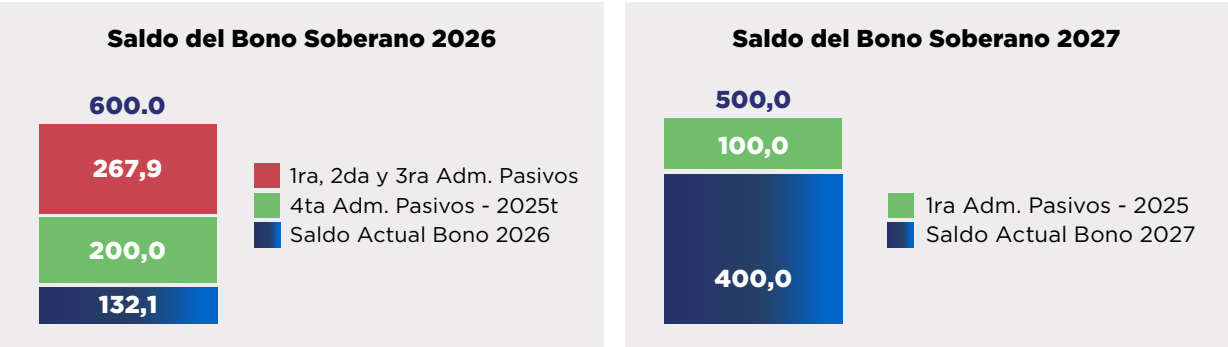 Saldo del Bono Soberano 2026
600.0
267,9
200,0
132,1
1ra, 2da y 3ra Adm. Pasivos
4ta Adm. Pasivos - 2025t
Saldo Actual Bono 2026
Saldo del Bono Soberano 2027
500,0
100,0
400,0
1ra Adm. Pasivos - 2025
Saldo Actual Bono 2027